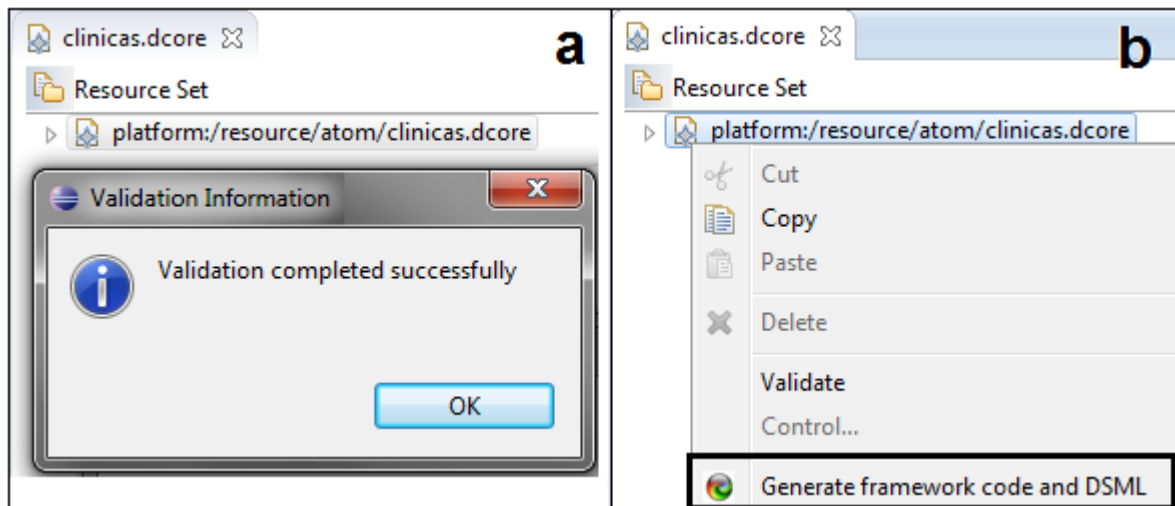 clinicas.dcore
a
Resource Set
platform:/resource/atom/clinicas.dcore
Validation Information
Validation completed successfully
OK
clinicas.dcore
b
Resource Set
platform:/resource/atom/clinicas.dcore
Cut
Copy
Paste
Delete
Validate
Control...
Generate framework code and DSML